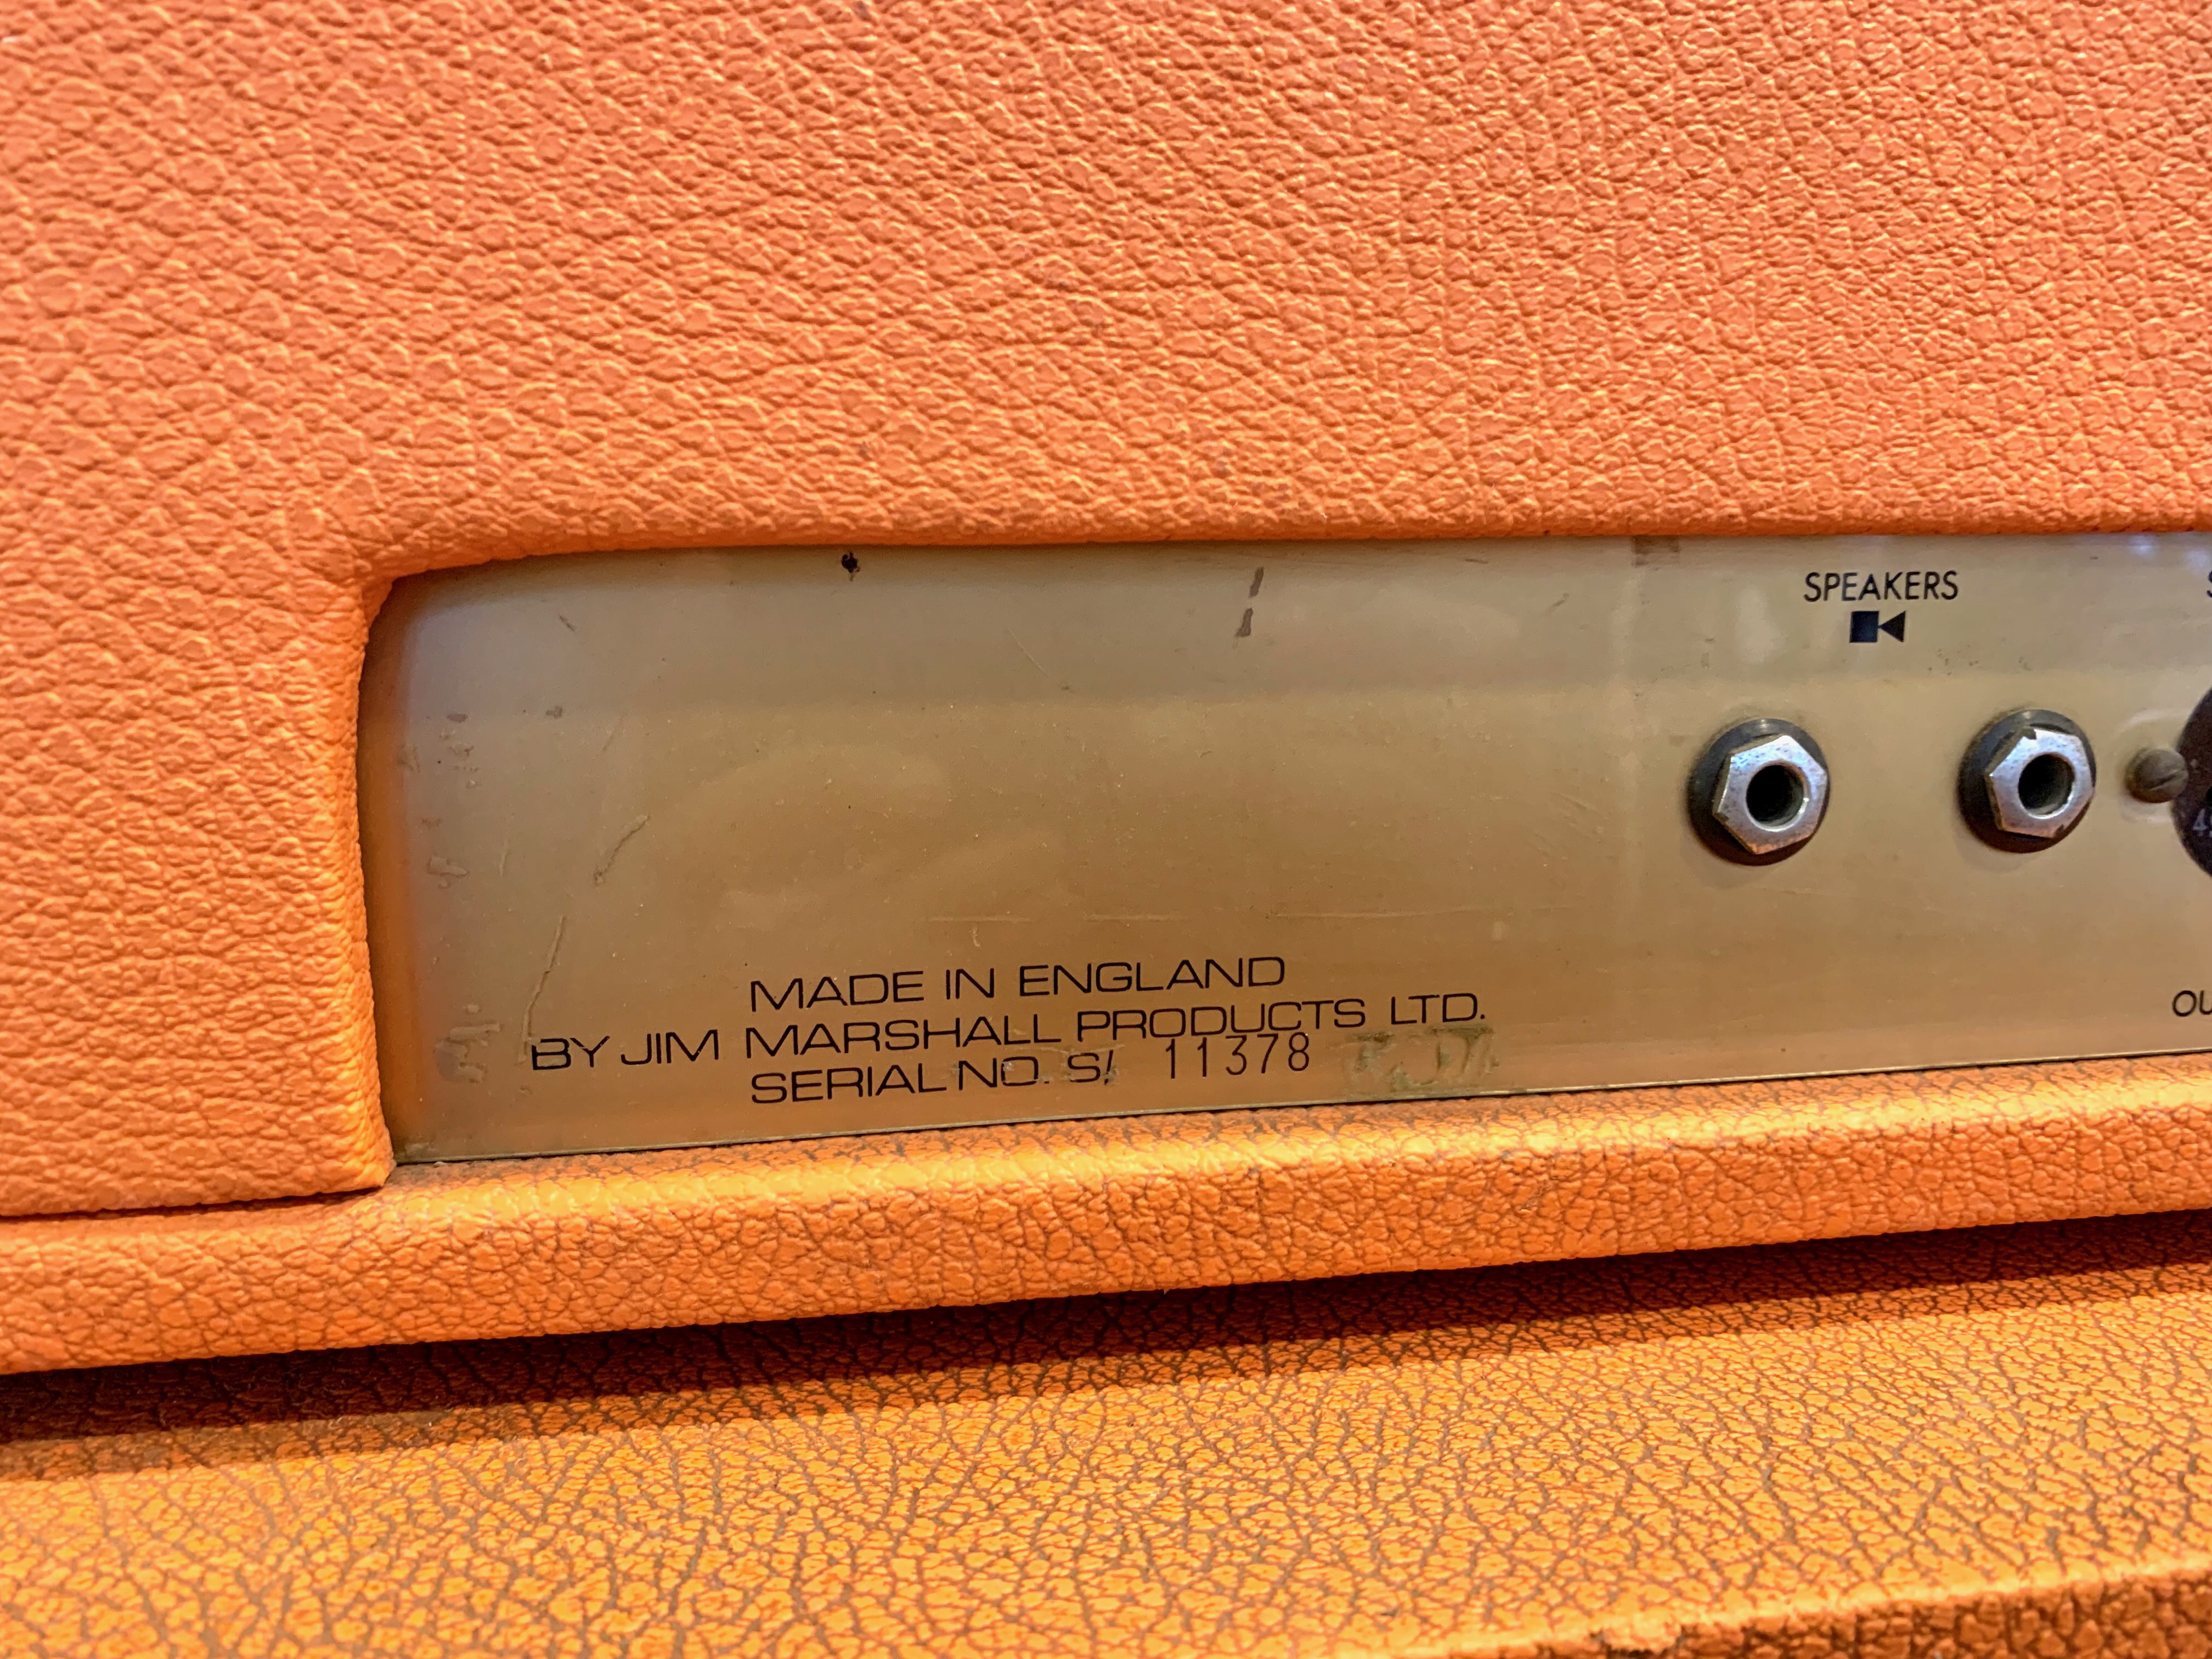 SPEAKERS
MADE IN ENGLAND
BY JIM MARSHALL PRODUCTS LTD.
SERIAL NO. S/ 11378